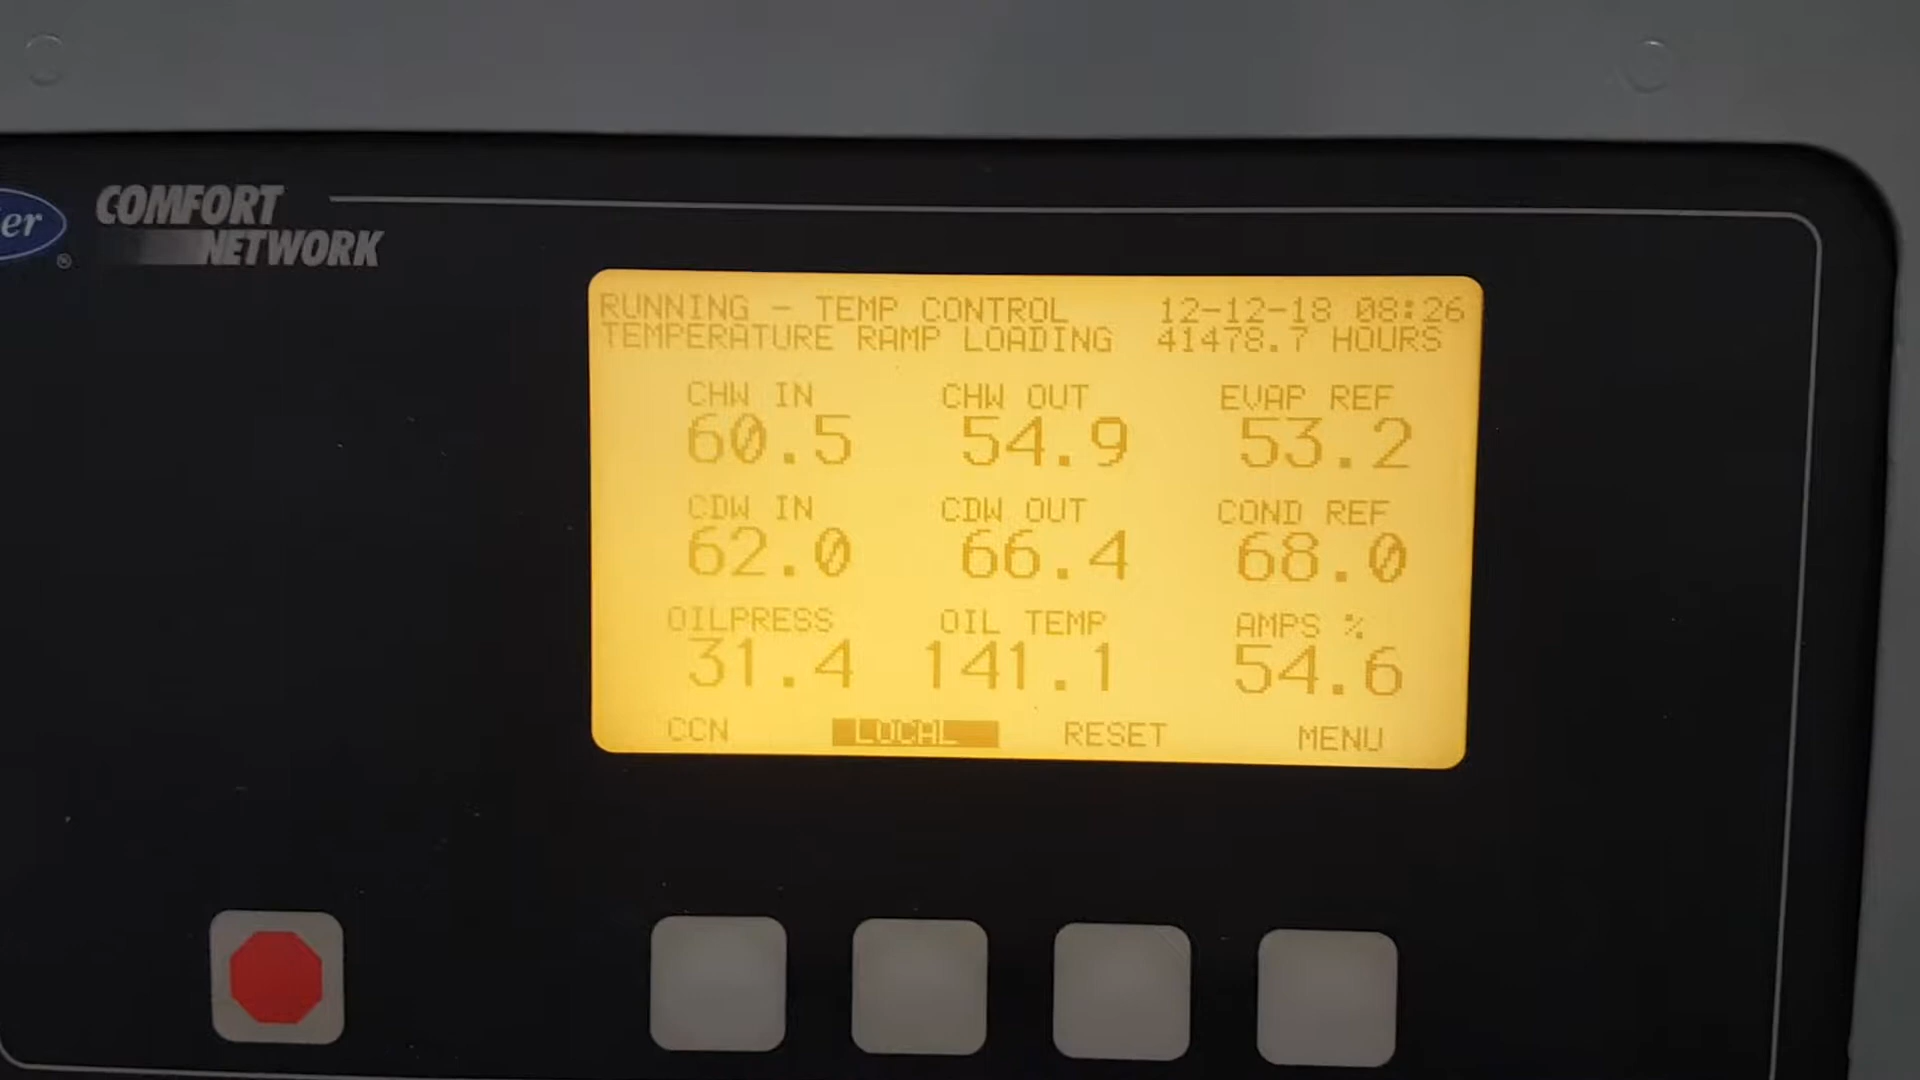 COMFORT
NETWORK
er
®
RUNNING - TEMP CONTROL 12-12-18 08:26
TEMPERATURE RAMP LOADING 41478.7 HOURS
CHW IN CHW OUT EVAP REF
60.5 54.9 53.2
CDW IN CDW OUT COND REF
62.0 66.4 68.0
OILPRESS OIL TEMP AMPS %
31.4 141.1 54.6
CCN LOCAL RESET MENU